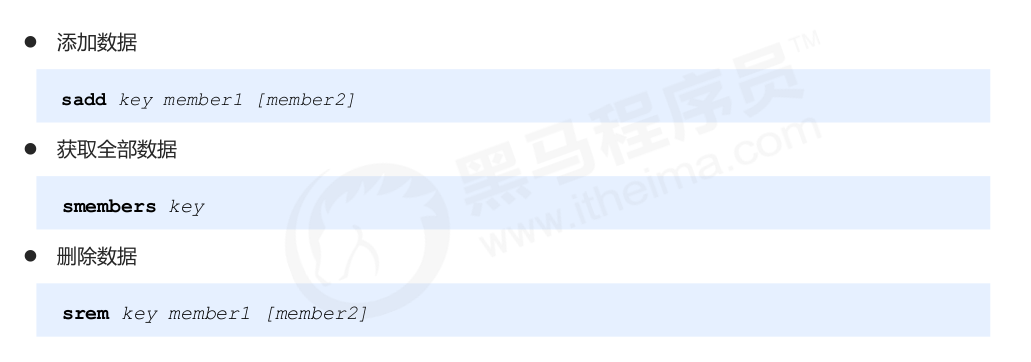 ● 添加数据
sadd key member1 [member2]
● 获取全部数据
smembers key
● 删除数据
srem key member1 [member2]
黑马程序员™
www.itheima.com